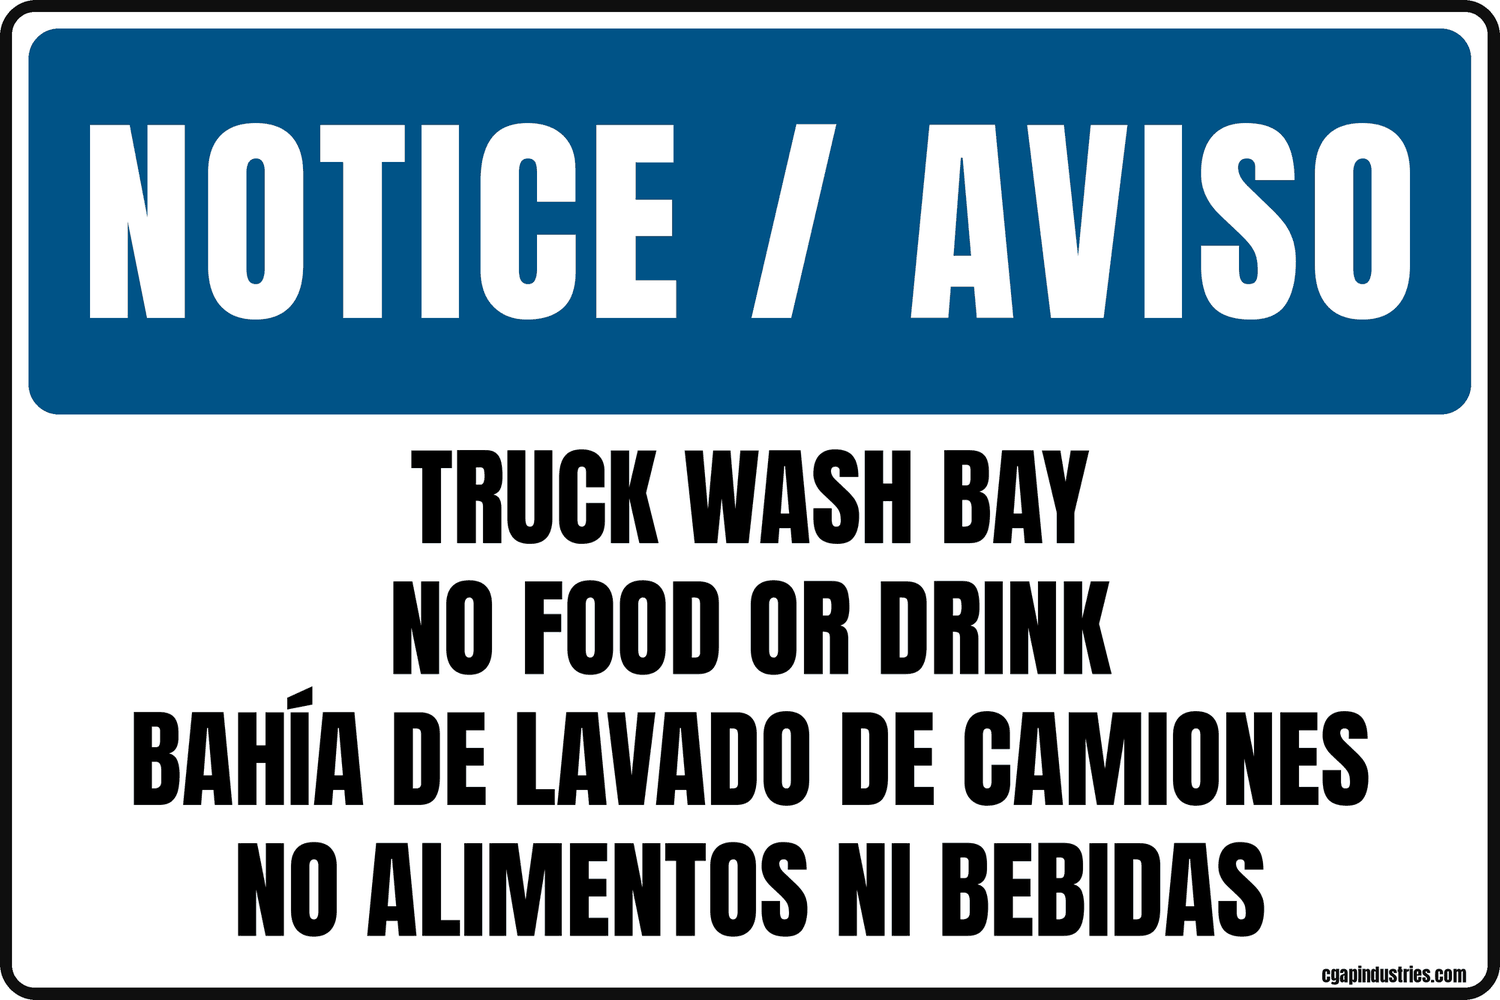 NOTICE / AVISO
TRUCK WASH BAY
NO FOOD OR DRINK
BAHÍA DE LAVADO DE CAMIONES
NO ALIMENTOS NI BEBIDAS
cgapindustries.com